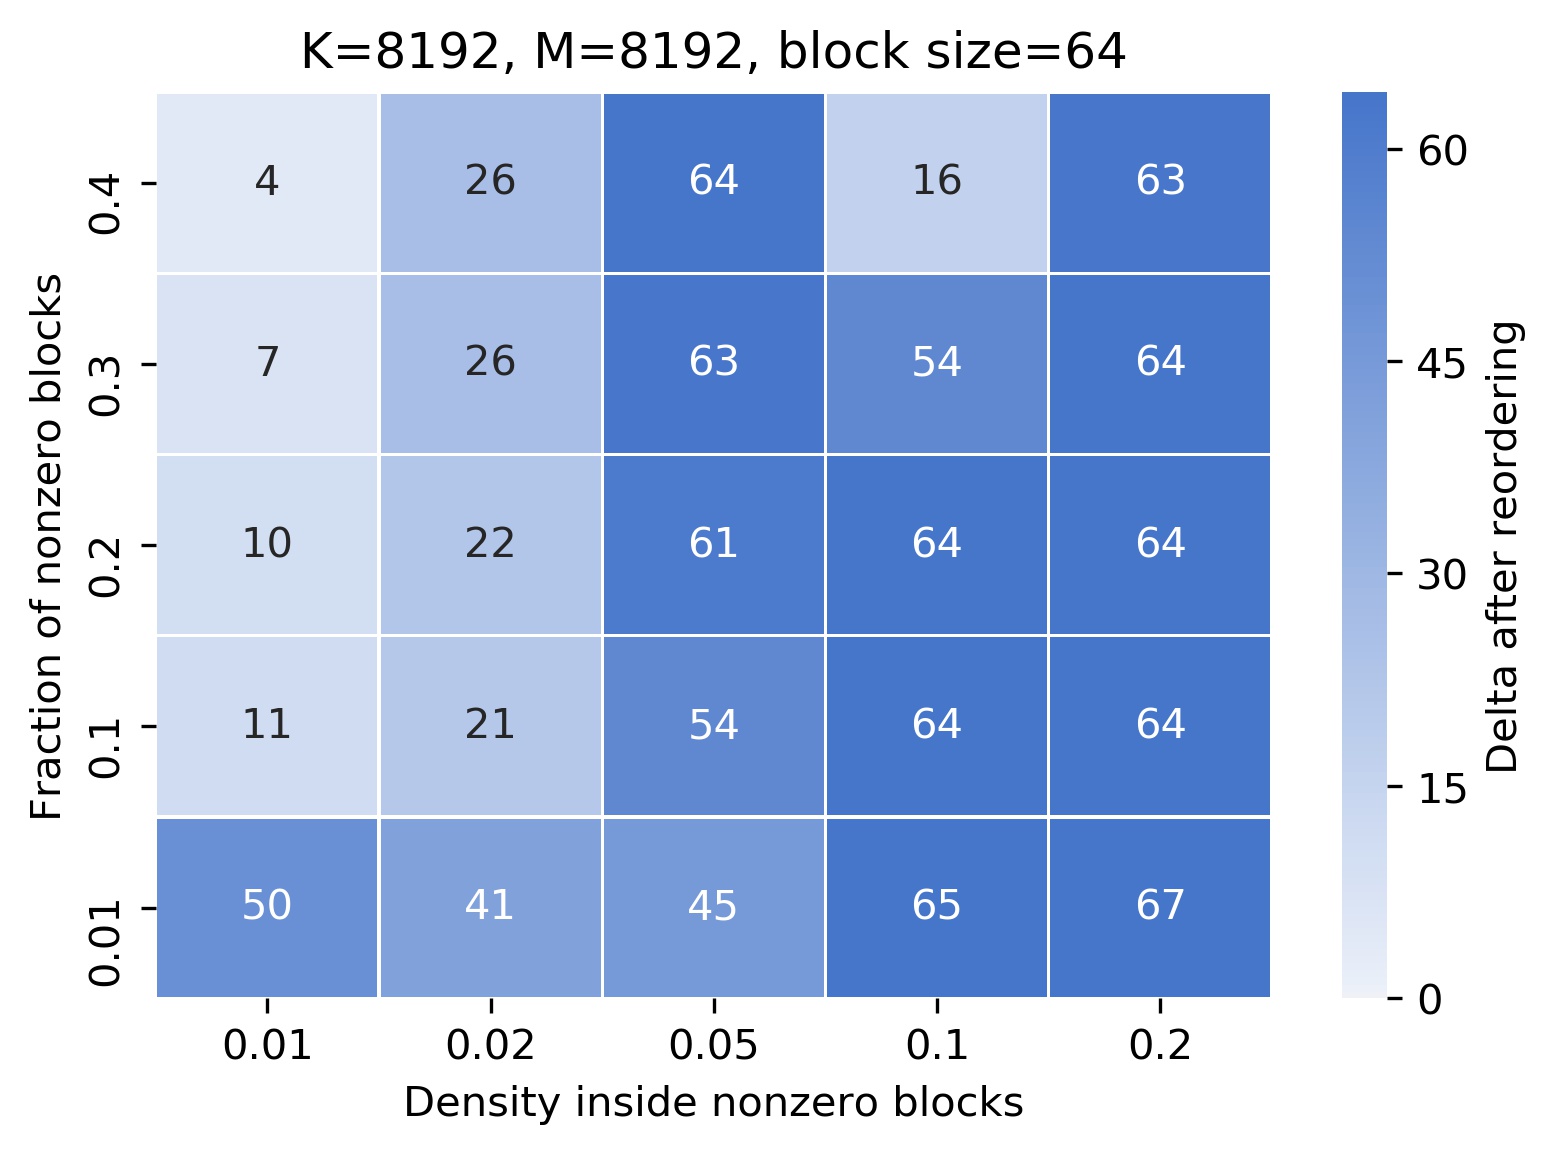 K=8192, M=8192, block size=64
Fraction of nonzero blocks
0.4
4 26 64 16 63
0.3
7 26 63 54 64
0.2
10 22 61 64 64
0.1
11 21 54 64 64
0.01
50 41 45 65 67
0.01 0.02 0.05 0.1 0.2
Density inside nonzero blocks
60
45
30
15
0
Delta after reordering